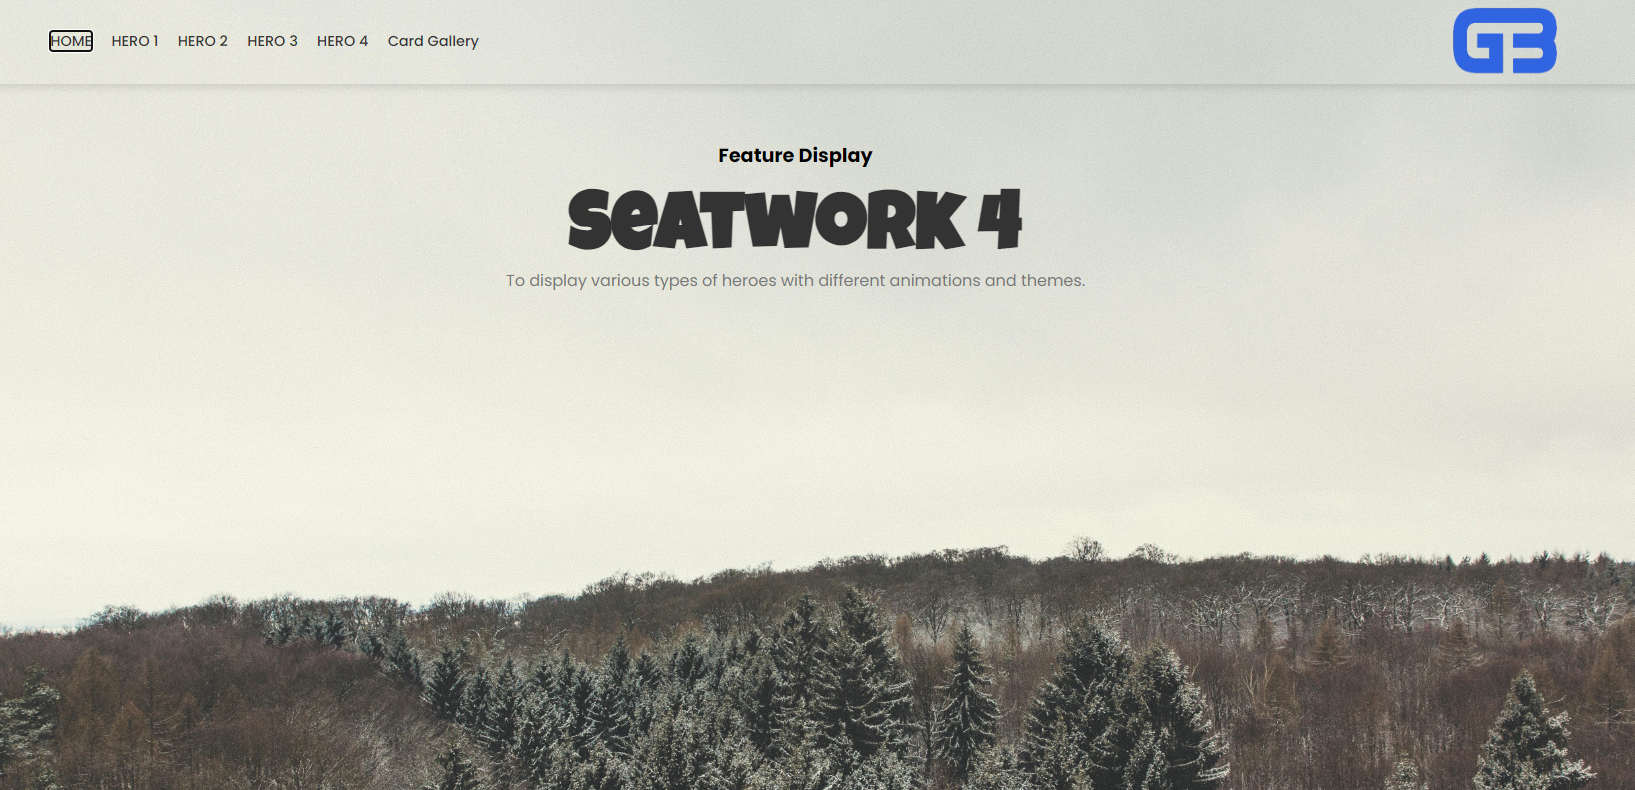 HOME HERO 1 HERO 2 HERO 3 HERO 4 Card Gallery
GB
Feature Display
SeATWORK 4
To display various types of heroes with different animations and themes.